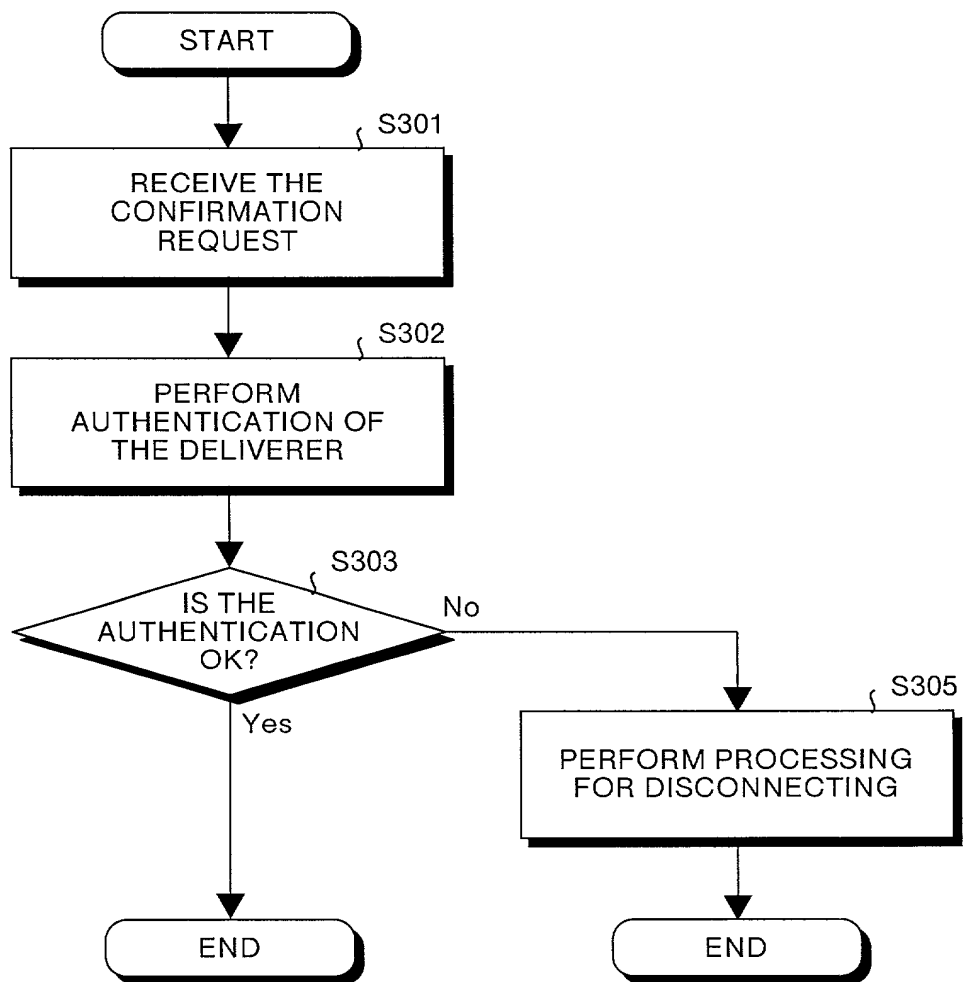 START
S301
RECEIVE THE
CONFIRMATION
REQUEST
S302
PERFORM
AUTHENTICATION OF
THE DELIVERER
S303
IS THE
AUTHENTICATION
OK?
No
Yes
S305
PERFORM PROCESSING
FOR DISCONNECTING
END
END